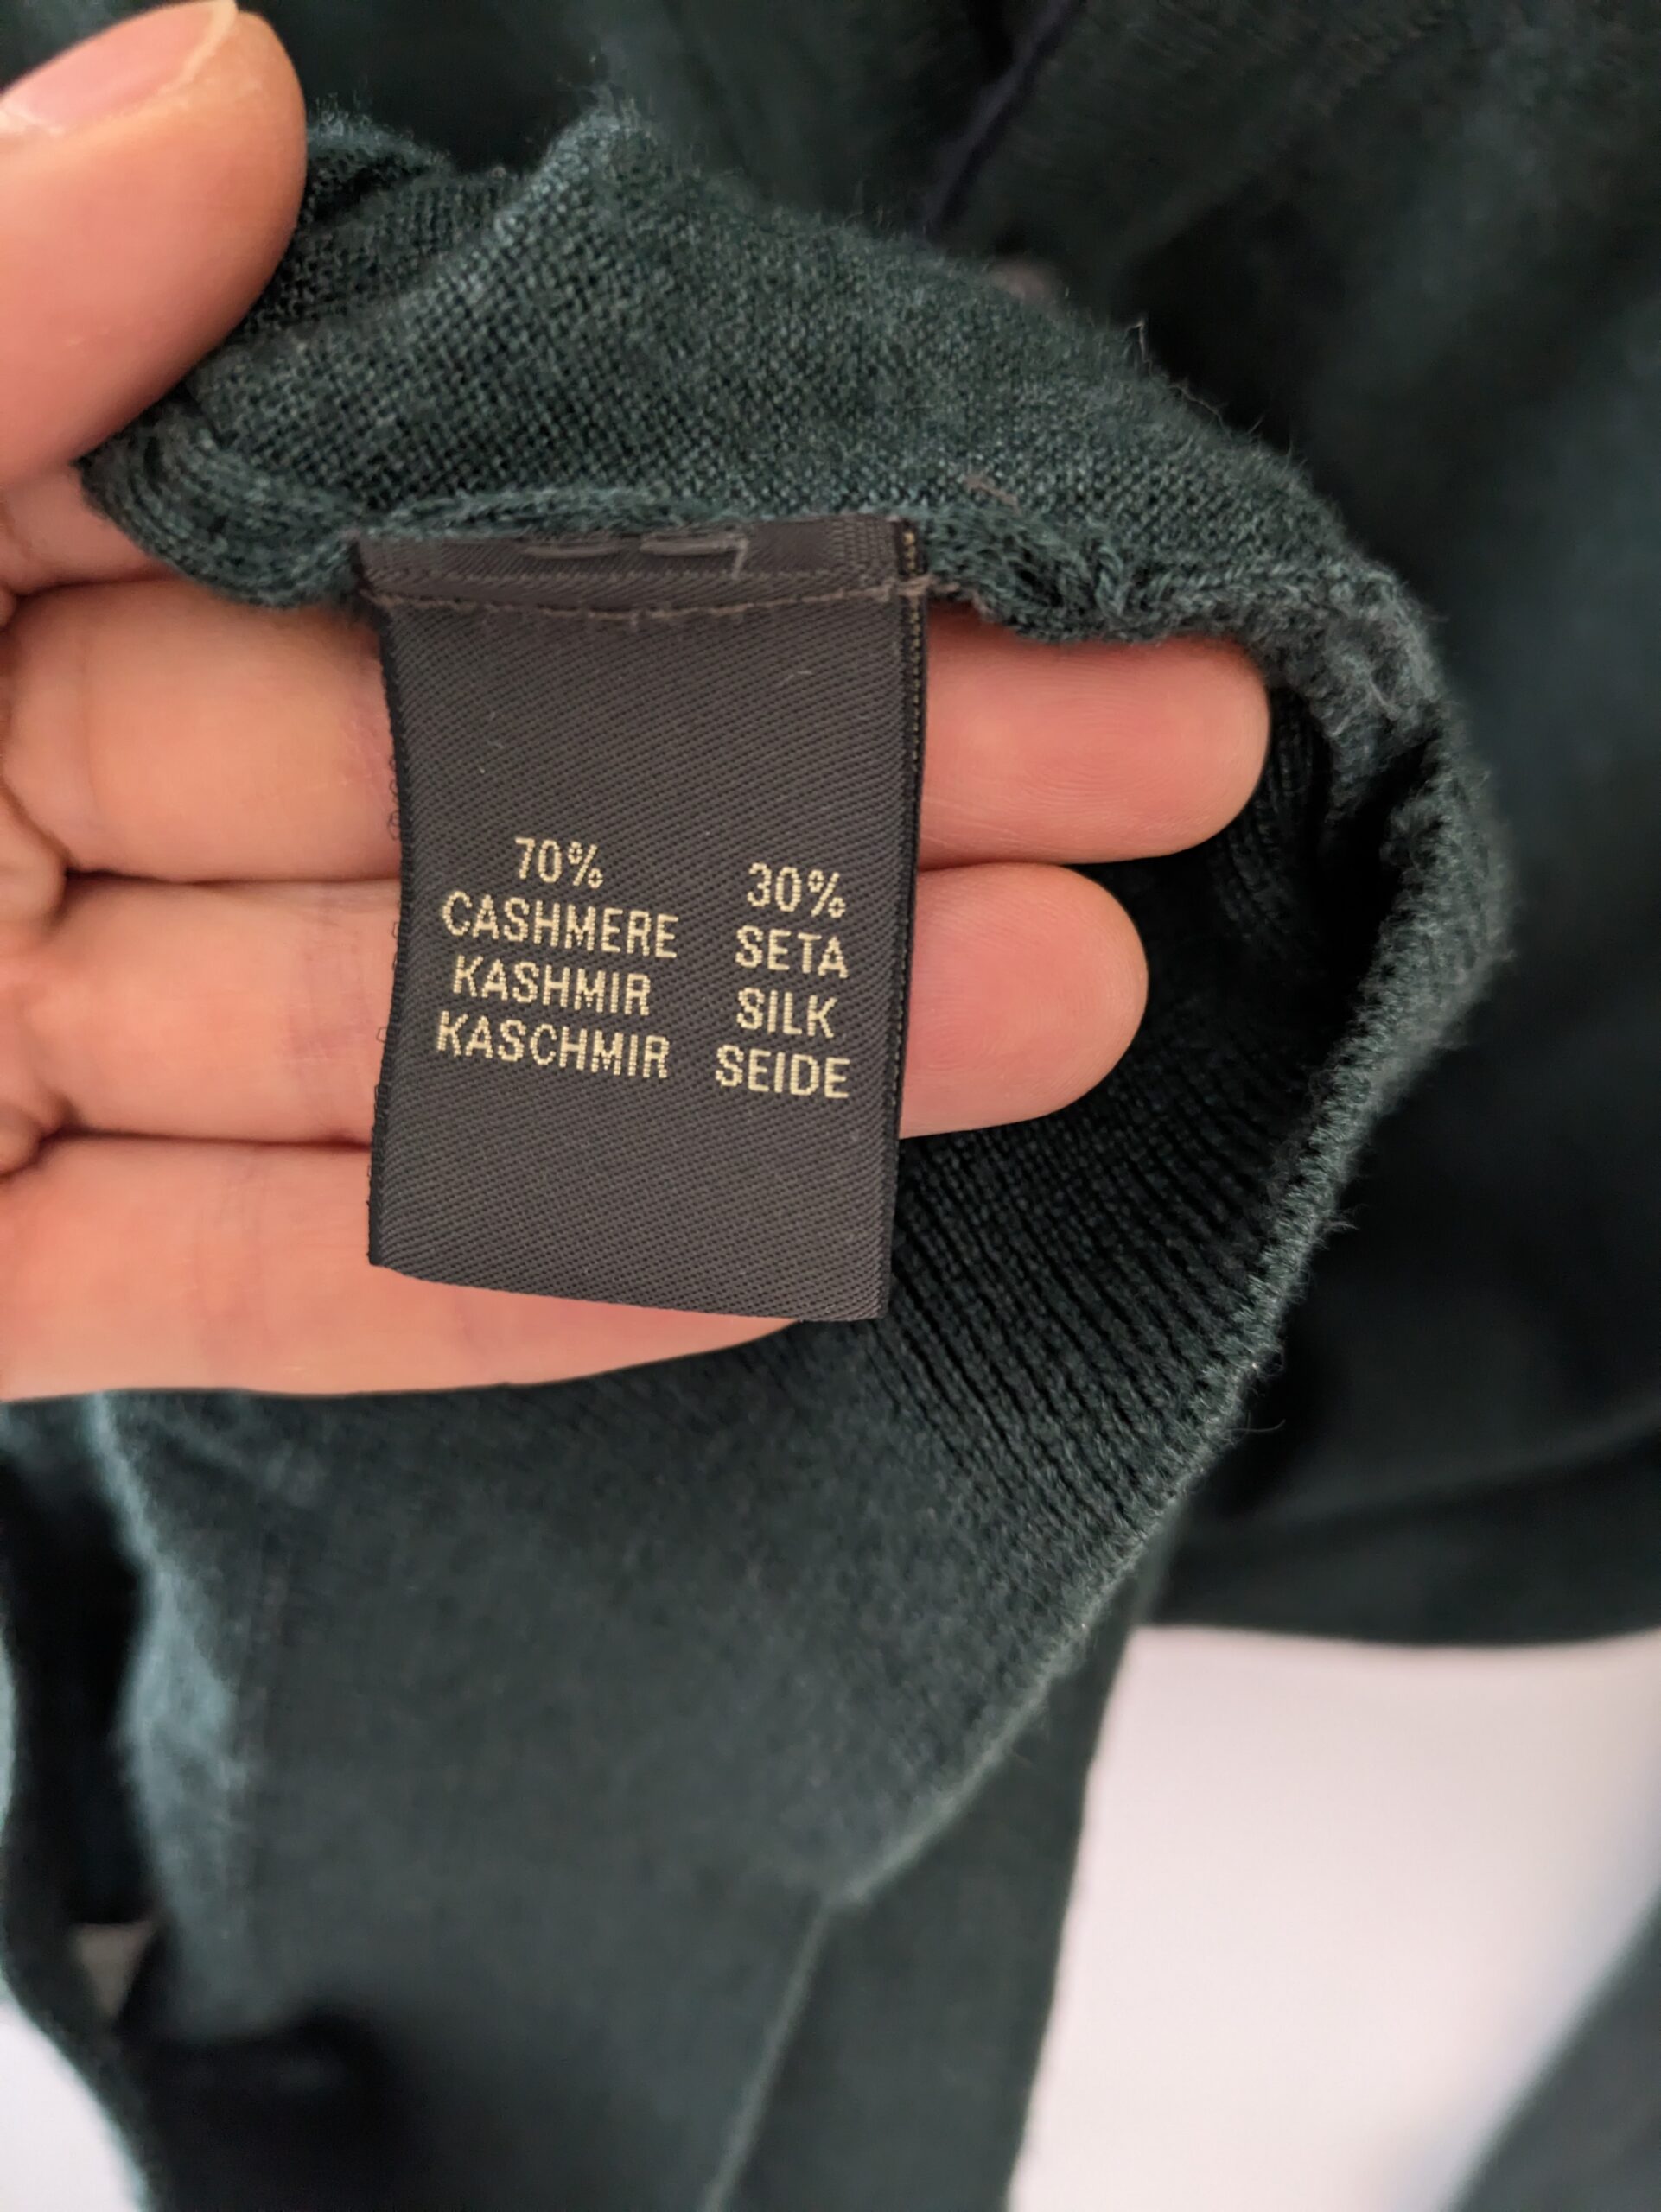 70%
CASHMERE
KASHMIR
KASCHMIR
30%
SETA
SILK
SEIDE